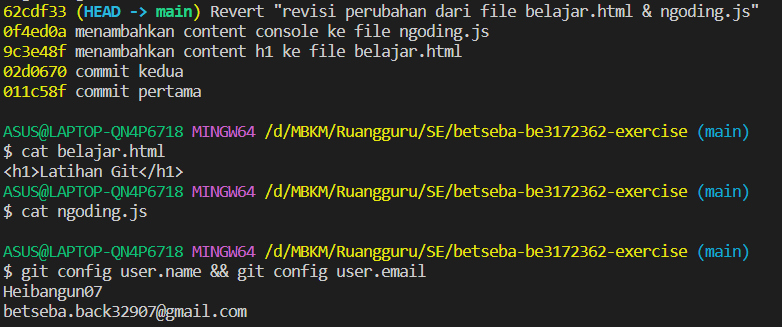 62cdf33 (HEAD -> main) Revert "revisi perubahan dari file belajar.html & ngoding.js"
0f4ed0a menambahkan content console ke file ngoding.js
9c3e48f menambahkan content h1 ke file belajar.html
02d0670 commit kedua
011c58f commit pertama
ASUS@LAPTOP-QN4P6718 MINGW64 /d/MBKM/Ruangguru/SE/betseba-be3172362-exercise (main)
$ cat belajar.html
<h1>Latihan Git</h1>
ASUS@LAPTOP-QN4P6718 MINGW64 /d/MBKM/Ruangguru/SE/betseba-be3172362-exercise (main)
$ cat ngoding.js
ASUS@LAPTOP-QN4P6718 MINGW64 /d/MBKM/Ruangguru/SE/betseba-be3172362-exercise (main)
$ git config user.name && git config user.email
Heibangun07
betseba.back32907@gmail.com